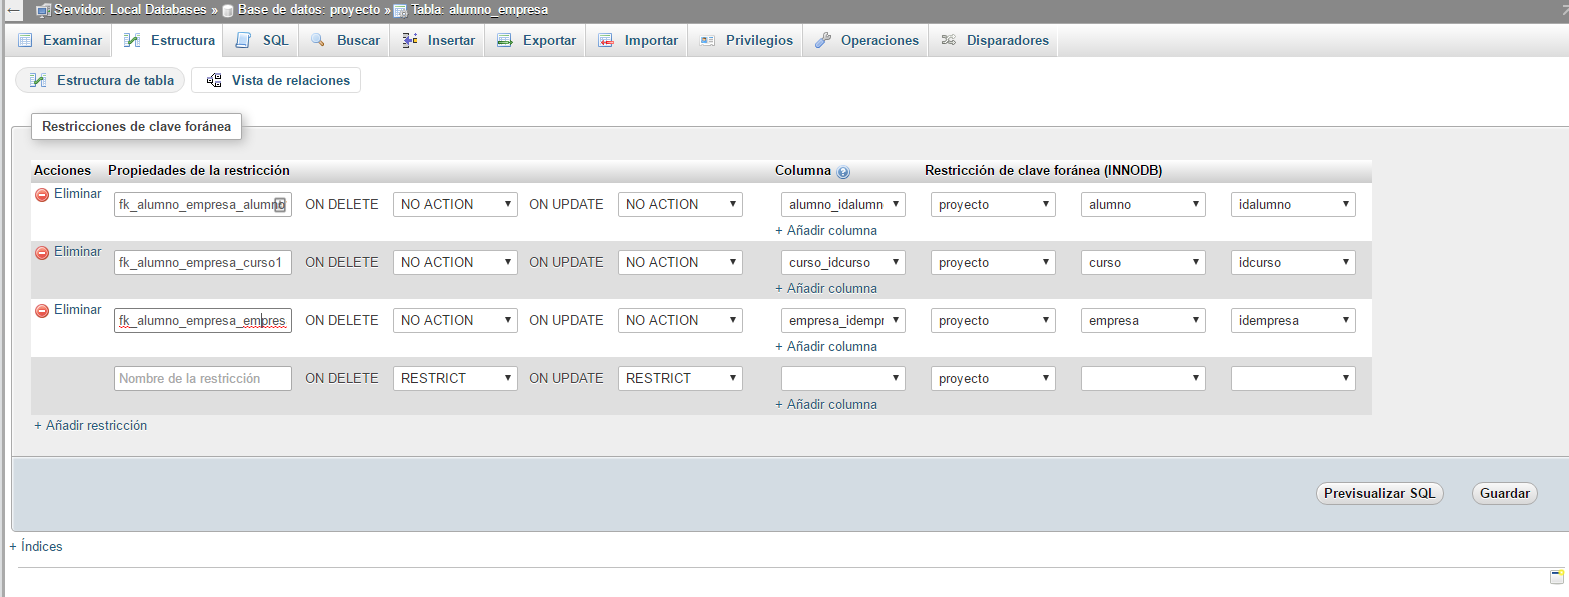 Servidor: Local Databases » Base de datos: proyecto » Tabla: alumno_empresa
Examinar Estructura SQL Buscar Insertar Exportar Importar Privilegios Operaciones Disparadores
Estructura de tabla Vista de relaciones
Restricciones de clave foránea
Acciones Propiedades de la restricción Columna Restricción de clave foránea (INNODB)
Eliminar fk_alumno_empresa_alumno ON DELETE NO ACTION ON UPDATE NO ACTION alumno_idalumn proyecto alumno idalumno
+ Añadir columna
Eliminar fk_alumno_empresa_curso1 ON DELETE NO ACTION ON UPDATE NO ACTION curso_idcurso proyecto curso idcurso
+ Añadir columna
Eliminar fk_alumno_empresa_empres ON DELETE NO ACTION ON UPDATE NO ACTION empresa_idempr proyecto empresa idempresa
+ Añadir columna
Nombre de la restricción ON DELETE RESTRICT ON UPDATE RESTRICT proyecto
+ Añadir columna
+ Añadir restricción
Previsualizar SQL Guardar
+ Índices